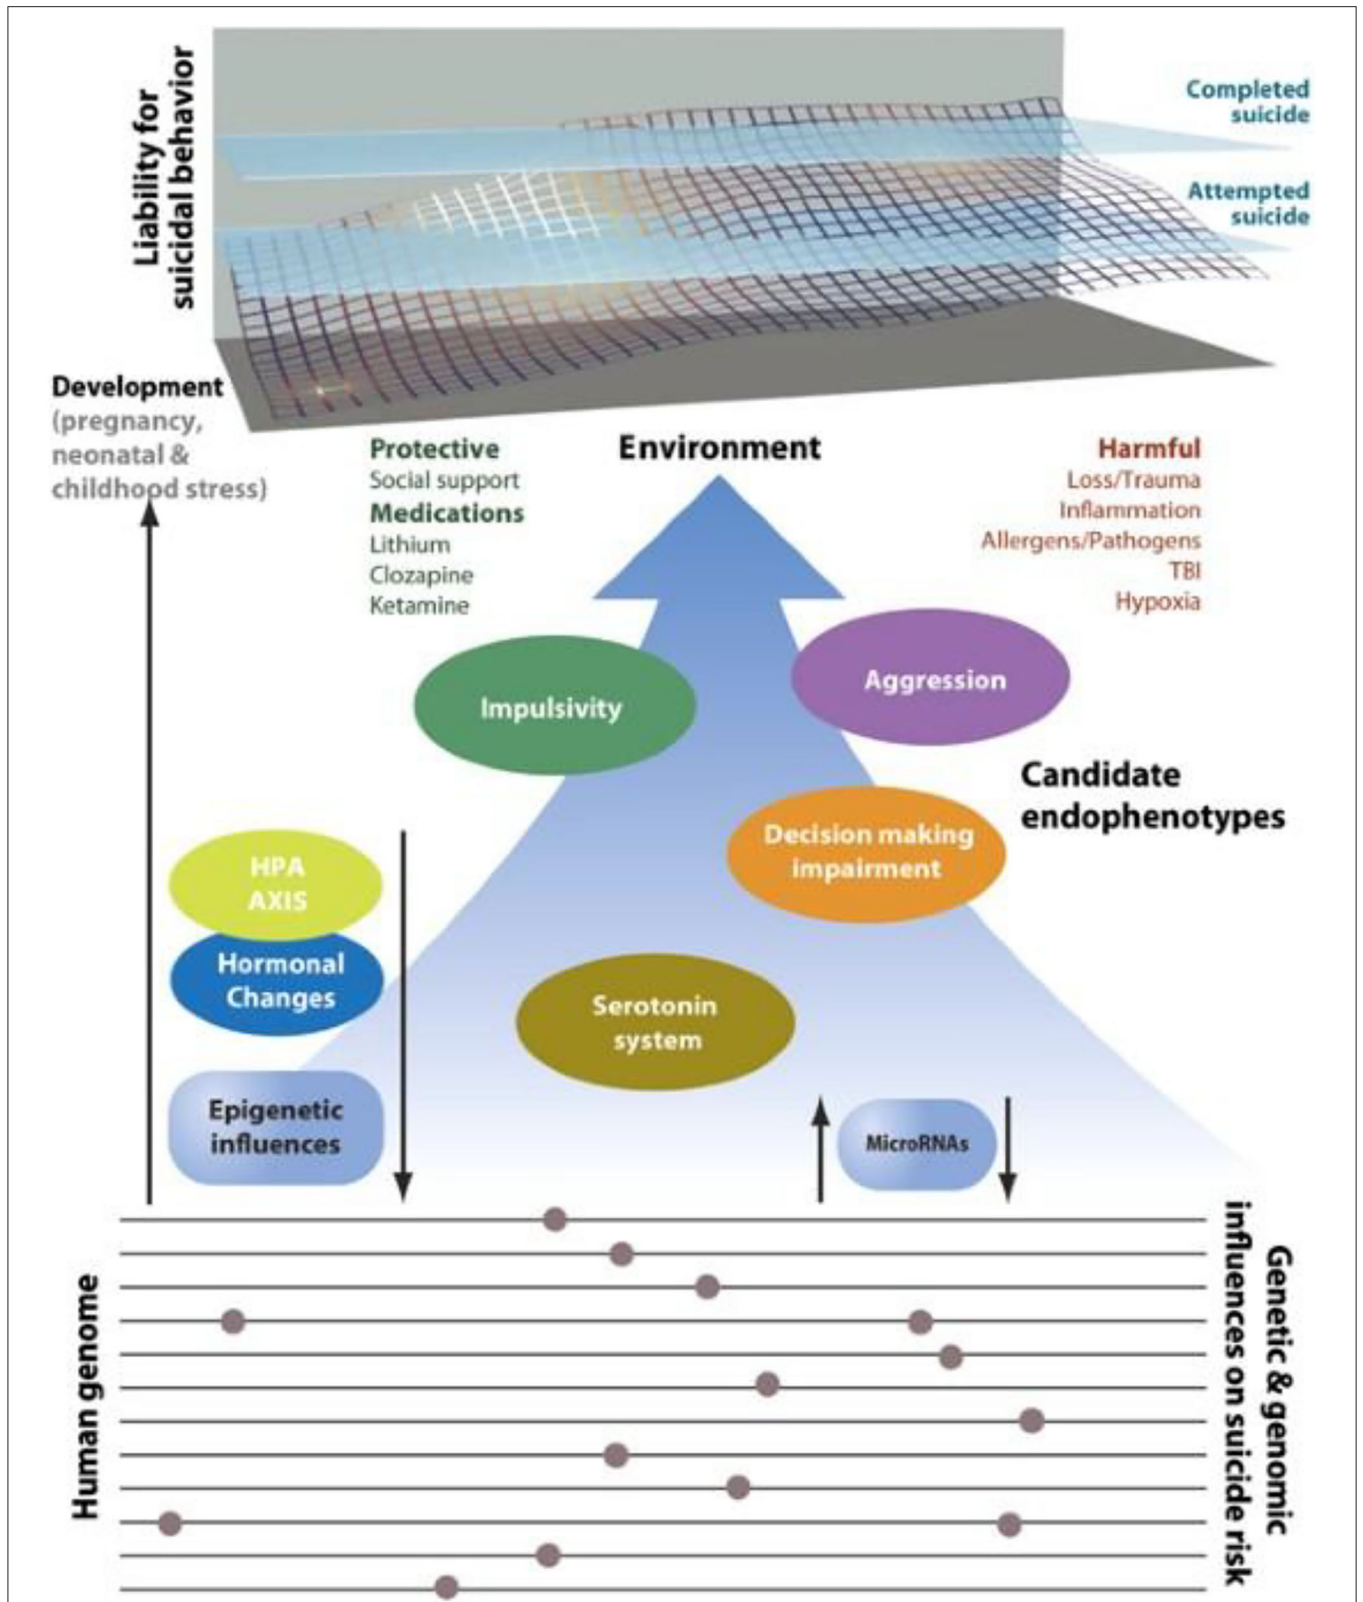 Liability for
suicidal behavior
Completed
suicide
Attempted
suicide
Development
(pregnancy,
neonatal &
childhood stress)
Protective
Social support
Medications
Lithium
Clozapine
Ketamine
Environment
Harmful
Loss/Trauma
Inflammation
Allergens/Pathogens
TBI
Hypoxia
Impulsivity
Aggression
Candidate
endophenotypes
Decision making
impairment
HPA
AXIS
Hormonal
Changes
Serotonin
system
Epigenetic
influences
MicroRNAs
Human genome
Genetic & genomic
influences on suicide risk